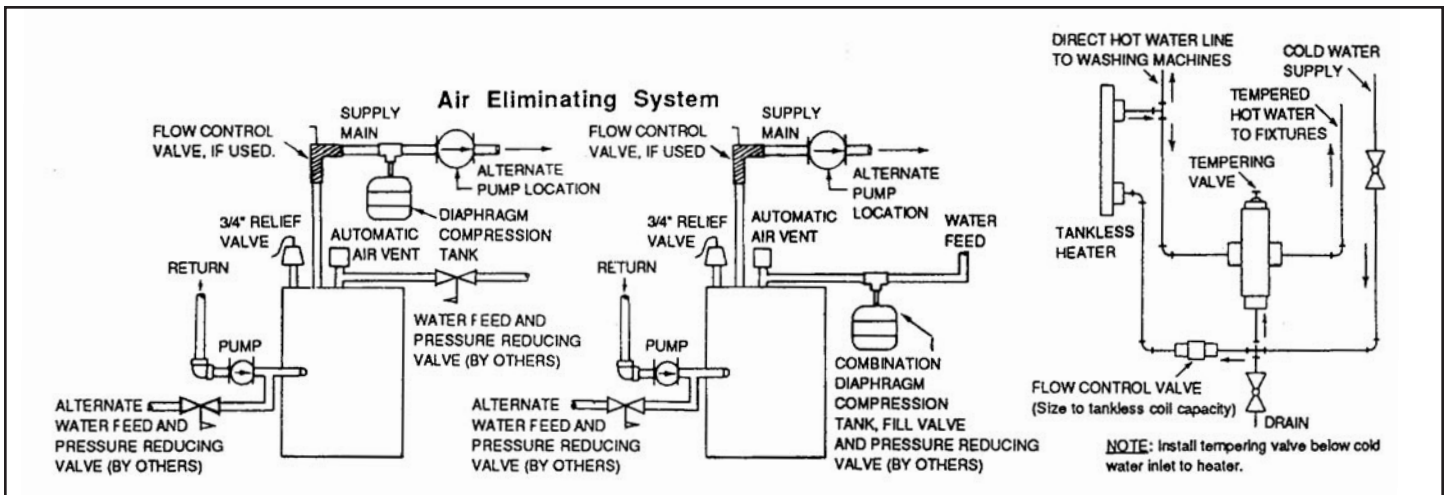 Air Eliminating System
FLOW CONTROL
VALVE, IF USED.
SUPPLY
MAIN
ALTERNATE
PUMP LOCATION
DIAPHRAGM
COMPRESSION
TANK
3/4" RELIEF
VALVE
AUTOMATIC
AIR VENT
RETURN
PUMP
WATER FEED AND
PRESSURE REDUCING
VALVE (BY OTHERS)
ALTERNATE
WATER FEED AND
PRESSURE REDUCING
VALVE (BY OTHERS)
FLOW CONTROL
VALVE, IF USED
SUPPLY
MAIN
ALTERNATE
PUMP
LOCATION
3/4" RELIEF
VALVE
AUTOMATIC
AIR VENT
WATER
FEED
RETURN
PUMP
COMBINATION
DIAPHRAGM
COMPRESSION
TANK, FILL VALVE
AND PRESSURE REDUCING
VALVE (BY OTHERS)
ALTERNATE
WATER FEED AND
PRESSURE REDUCING
VALVE (BY OTHERS)
DIRECT HOT WATER LINE
TO WASHING MACHINES
COLD WATER
SUPPLY
TEMPERED
HOT WATER
TO FIXTURES
TEMPERING
VALVE
TANKLESS
HEATER
FLOW CONTROL VALVE
(Size to tankless coil capacity)
DRAIN
NOTE: Install tempering valve below cold
water inlet to heater.